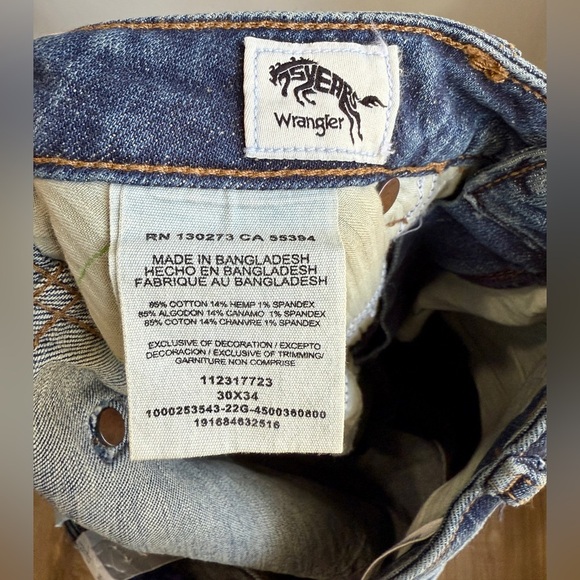 75 YEARS
Wrangler
RN 130273 CA 55394
MADE IN BANGLADESH
HECHO EN BANGLADESH
FABRIQUE AU BANGLADESH
85% COTTON 14% HEMP 1% SPANDEX
85% ALGODON 14% CANAMO 1% SPANDEX
85% COTON 14% CHANVRE 1% SPANDEX
EXCLUSIVE OF DECORATION / EXCEPTO
DECORACION / EXCLUSIVE OF TRIMMING/
GARNITURE NON COMPRISE
112317723
30X34
1000253543-22G-4500360800
191684632516